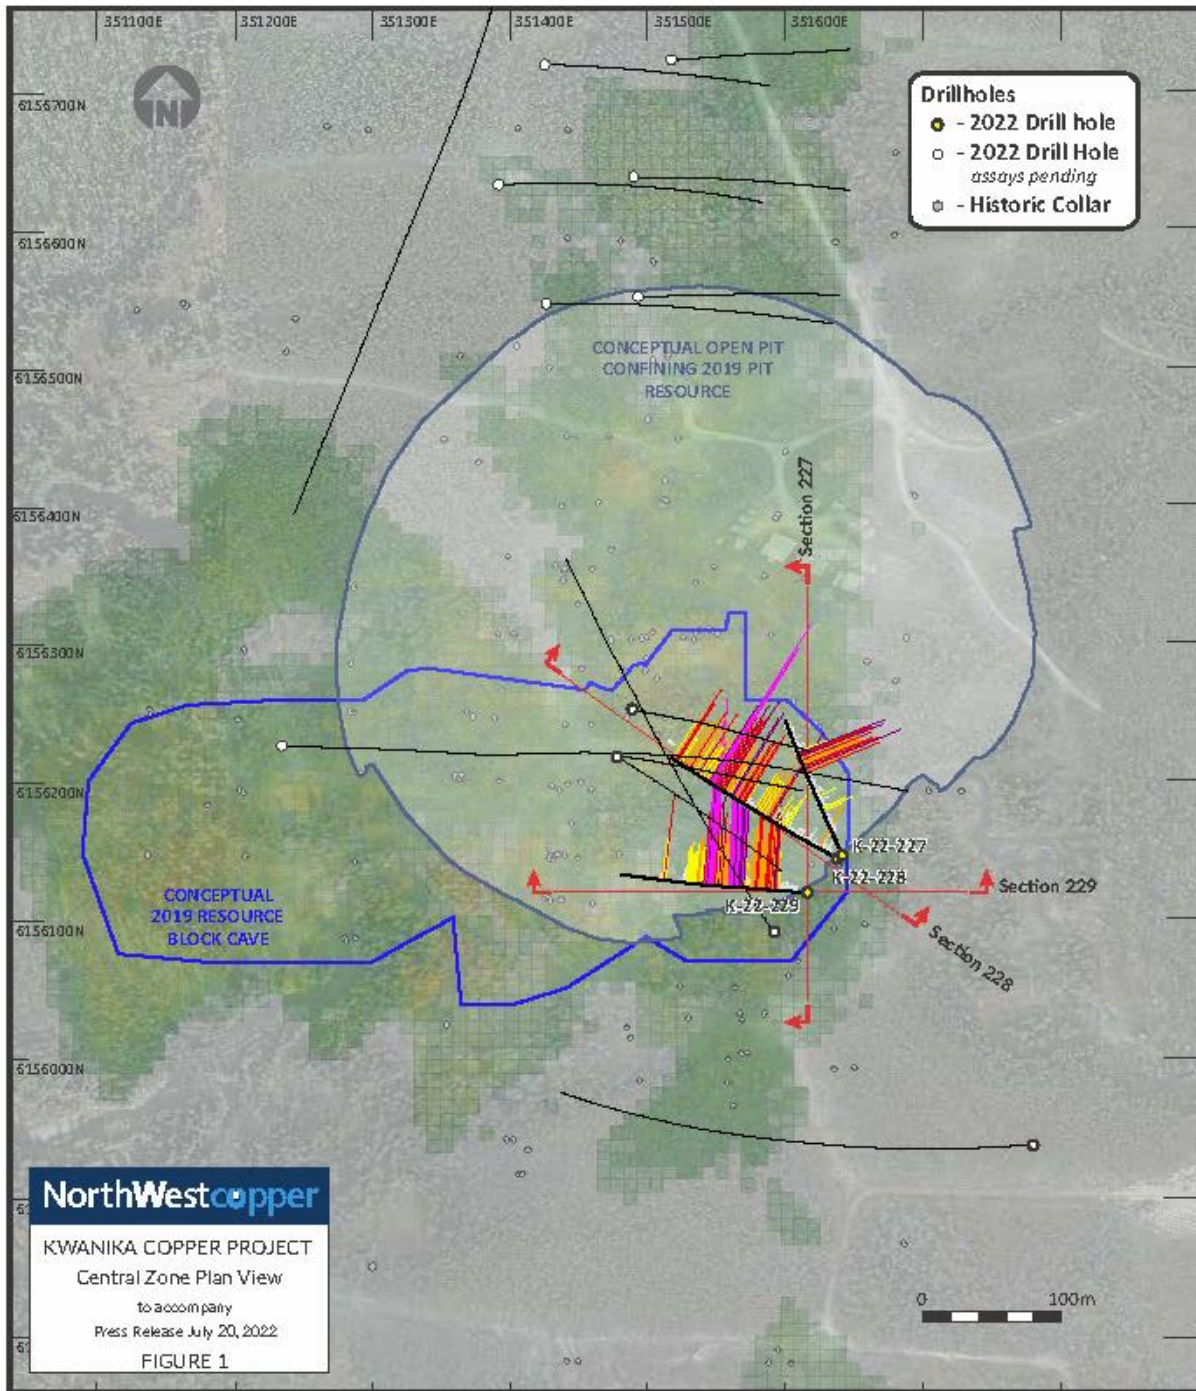 351100E 351200E 351300E 351400E 351500E 351600E
6156700N
6156600N
6156500N
6156400N
6156300N
6156200N
6156100N
6156000N
N
Drillholes
- 2022 Drill hole
- 2022 Drill Hole
assays pending
- Historic Collar
CONCEPTUAL OPEN PIT
CONFINING 2019 PIT
RESOURCE
Section 227
K-22-227
K-22-228
K-22-229
Section 229
Section 228
CONCEPTUAL
2019 RESOURCE
BLOCK CAVE
NorthWestcopper
KWANIKA COPPER PROJECT
Central Zone Plan View
to accompany
Press Release July 20, 2022
FIGURE 1
0 100m